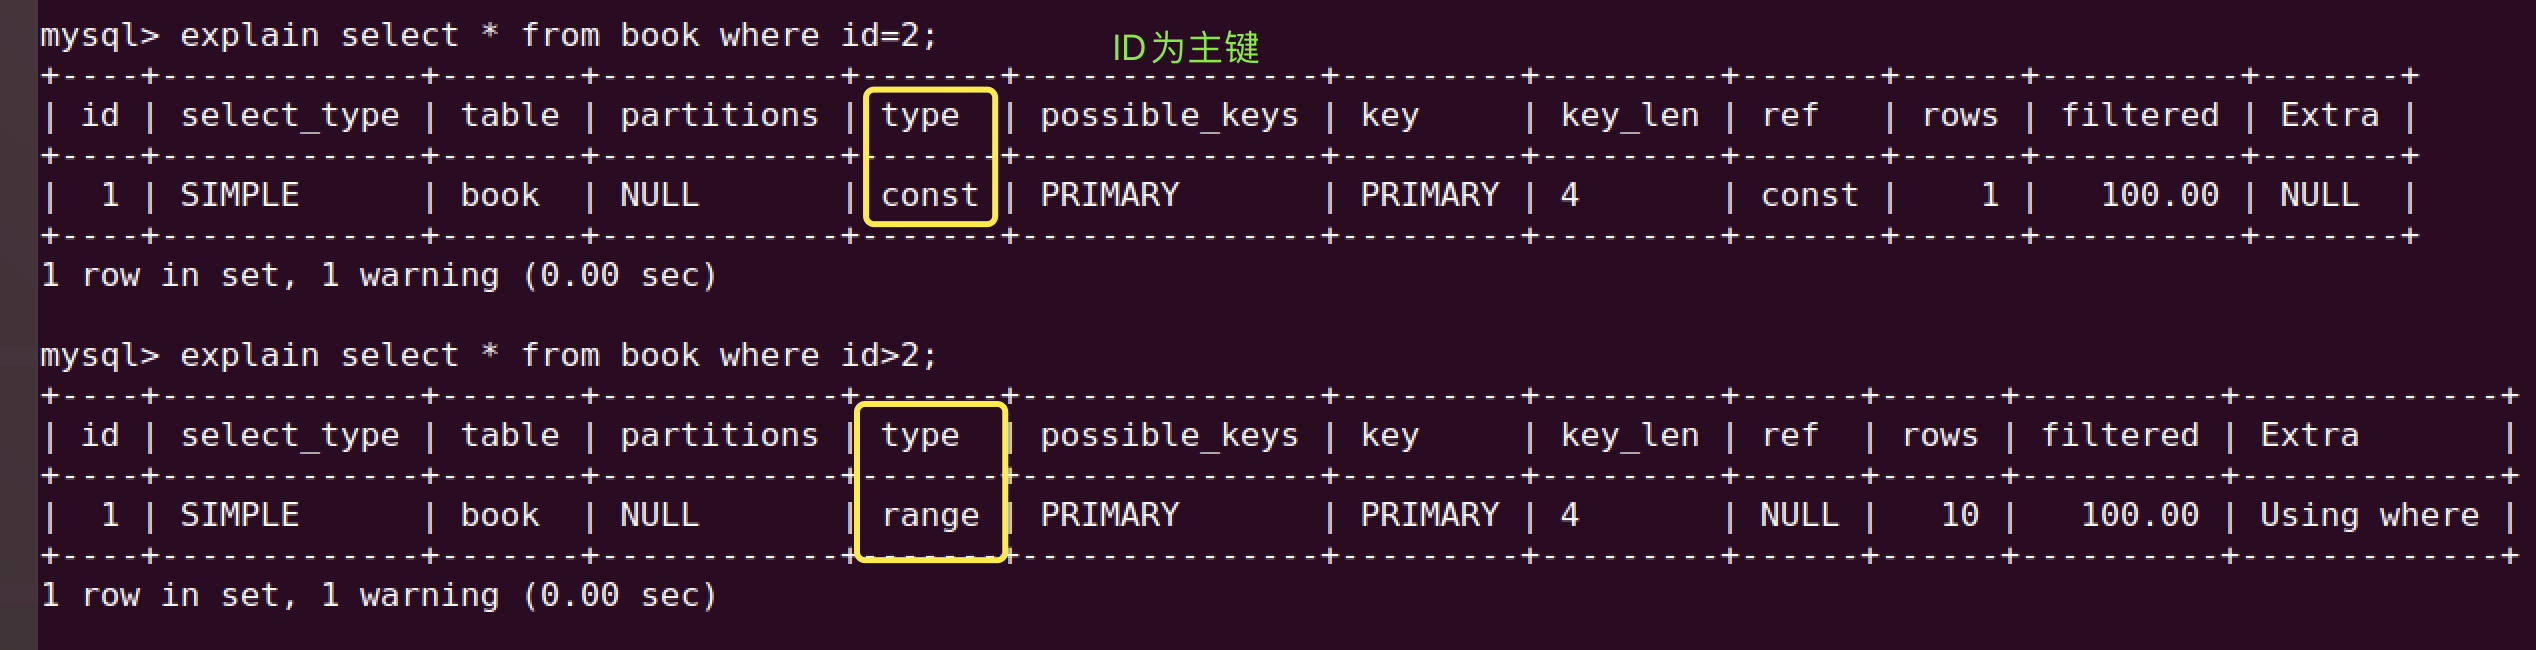 mysql> explain select * from book where id=2;
ID为主键
+----+-------------+-------+------------+-------+---------------+---------+---------+-------+------+----------+-------+
| id | select_type | table | partitions | type  | possible_keys | key     | key_len | ref   | rows | filtered | Extra |
+----+-------------+-------+------------+-------+---------------+---------+---------+-------+------+----------+-------+
|  1 | SIMPLE      | book  | NULL       | const | PRIMARY       | PRIMARY | 4       | const |    1 |   100.00 | NULL  |
+----+-------------+-------+------------+-------+---------------+---------+---------+-------+------+----------+-------+
1 row in set, 1 warning (0.00 sec)
mysql> explain select * from book where id>2;
+----+-------------+-------+------------+-------+---------------+---------+---------+------+------+----------+-------------+
| id | select_type | table | partitions | type  | possible_keys | key     | key_len | ref  | rows | filtered | Extra       |
+----+-------------+-------+------------+-------+---------------+---------+---------+------+------+----------+-------------+
|  1 | SIMPLE      | book  | NULL       | range | PRIMARY       | PRIMARY | 4       | NULL |   10 |   100.00 | Using where |
+----+-------------+-------+------------+-------+---------------+---------+---------+------+------+----------+-------------+
1 row in set, 1 warning (0.00 sec)